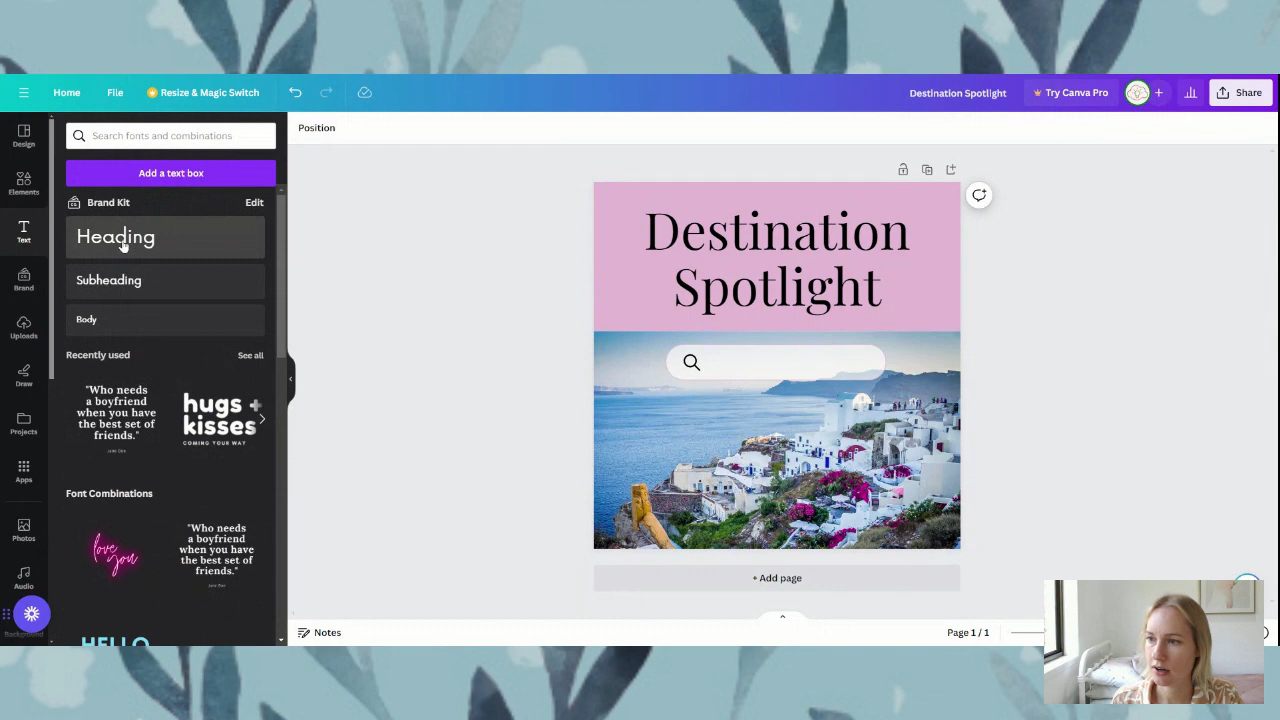 Home File Resize & Magic Switch Destination Spotlight Try Canva Pro + Share
Design
Elements
Text
Brand
Uploads
Draw
Projects
Apps
Photos
Audio
Background
Search fonts and combinations
Add a text box
Brand Kit Edit
Heading
Subheading
Body
Recently used See all
"Who needs
a boyfriend
when you have
the best set of
friends."
Jane Doe
hugs +
kisses
COMING YOUR WAY
Font Combinations
love
you
"Who needs
a boyfriend
when you have
the best set of
friends."
HELLO
Position
Destination
Spotlight
+ Add page
Notes
Page 1 / 1